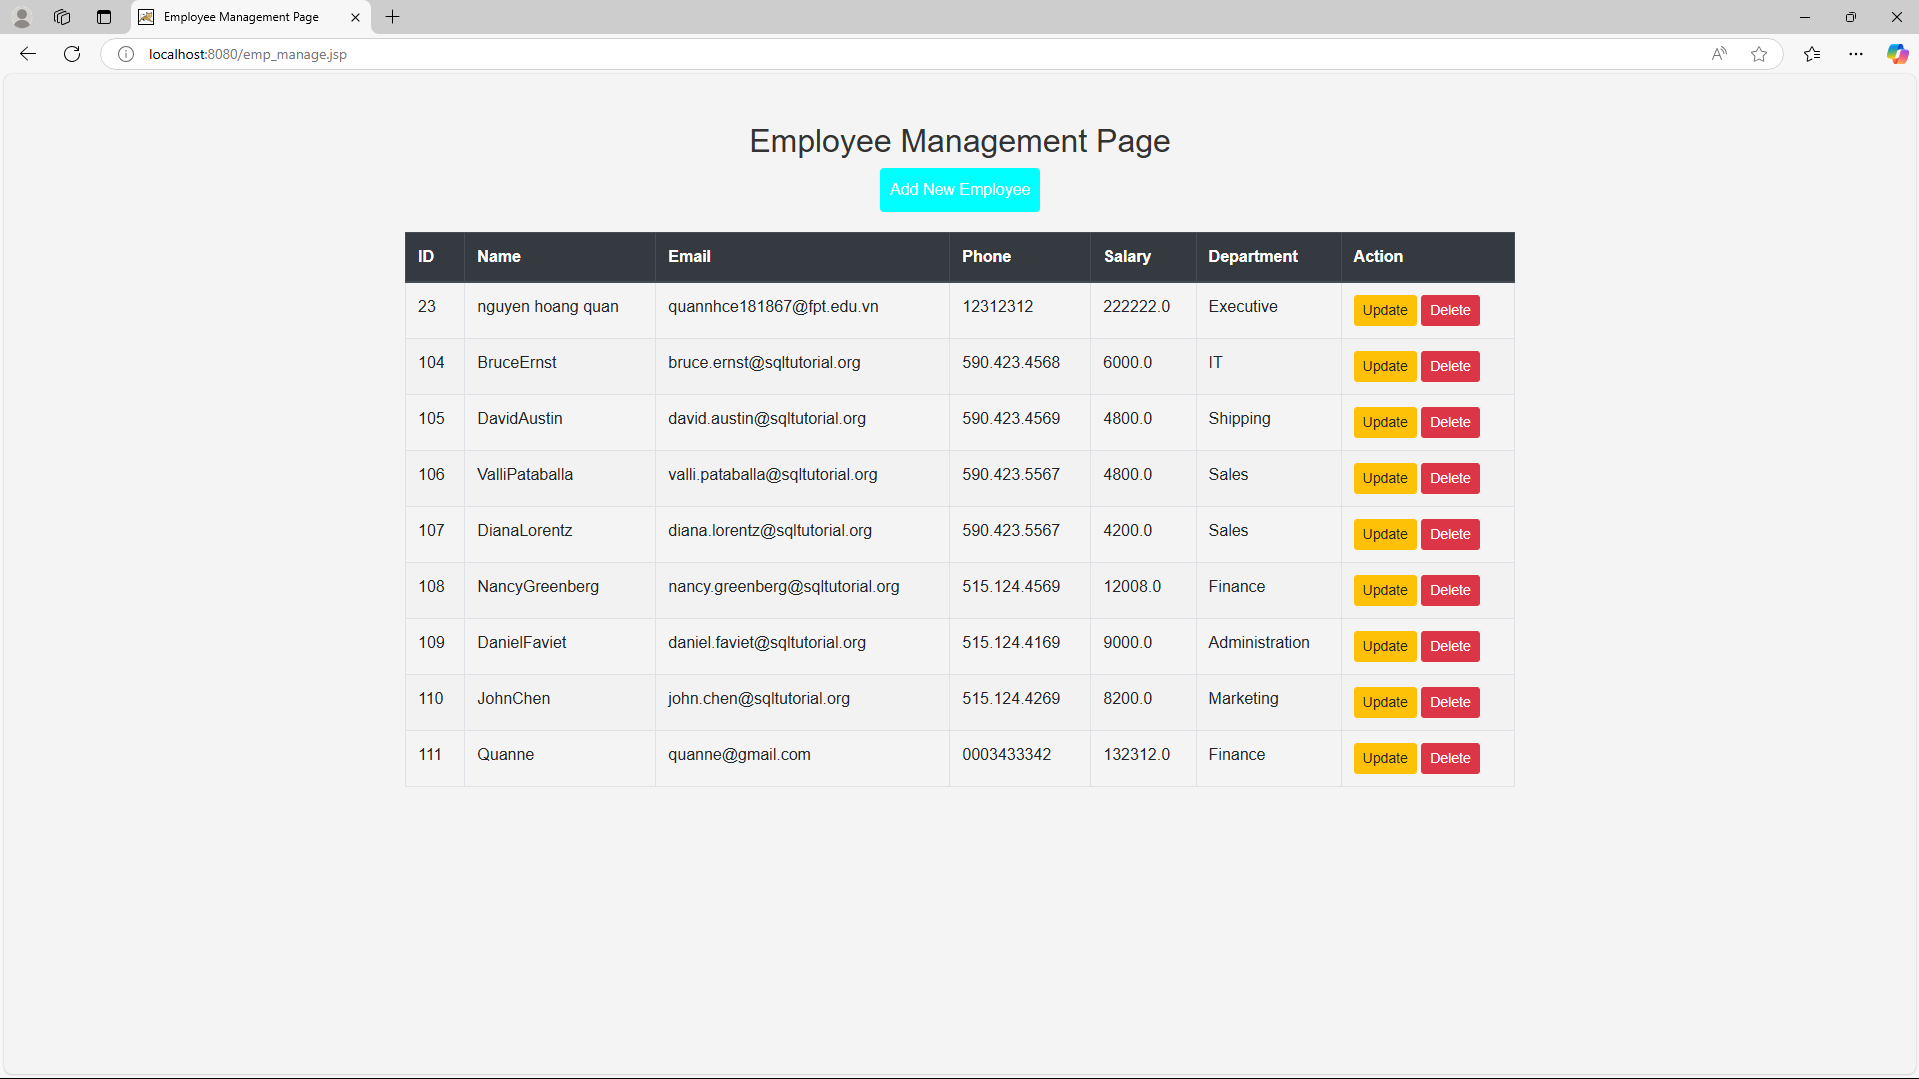 Employee Management Page
localhost:8080/emp_manage.jsp
Employee Management Page
Add New Employee
ID Name Email Phone Salary Department Action
23 nguyen hoang quan quannhce181867@fpt.edu.vn 12312312 222222.0 Executive Update Delete
104 BruceErnst bruce.ernst@sqltutorial.org 590.423.4568 6000.0 IT Update Delete
105 DavidAustin david.austin@sqltutorial.org 590.423.4569 4800.0 Shipping Update Delete
106 ValliPataballa valli.pataballa@sqltutorial.org 590.423.5567 4800.0 Sales Update Delete
107 DianaLorentz diana.lorentz@sqltutorial.org 590.423.5567 4200.0 Sales Update Delete
108 NancyGreenberg nancy.greenberg@sqltutorial.org 515.124.4569 12008.0 Finance Update Delete
109 DanielFaviet daniel.faviet@sqltutorial.org 515.124.4169 9000.0 Administration Update Delete
110 JohnChen john.chen@sqltutorial.org 515.124.4269 8200.0 Marketing Update Delete
111 Quanne quanne@gmail.com 0003433342 132312.0 Finance Update Delete